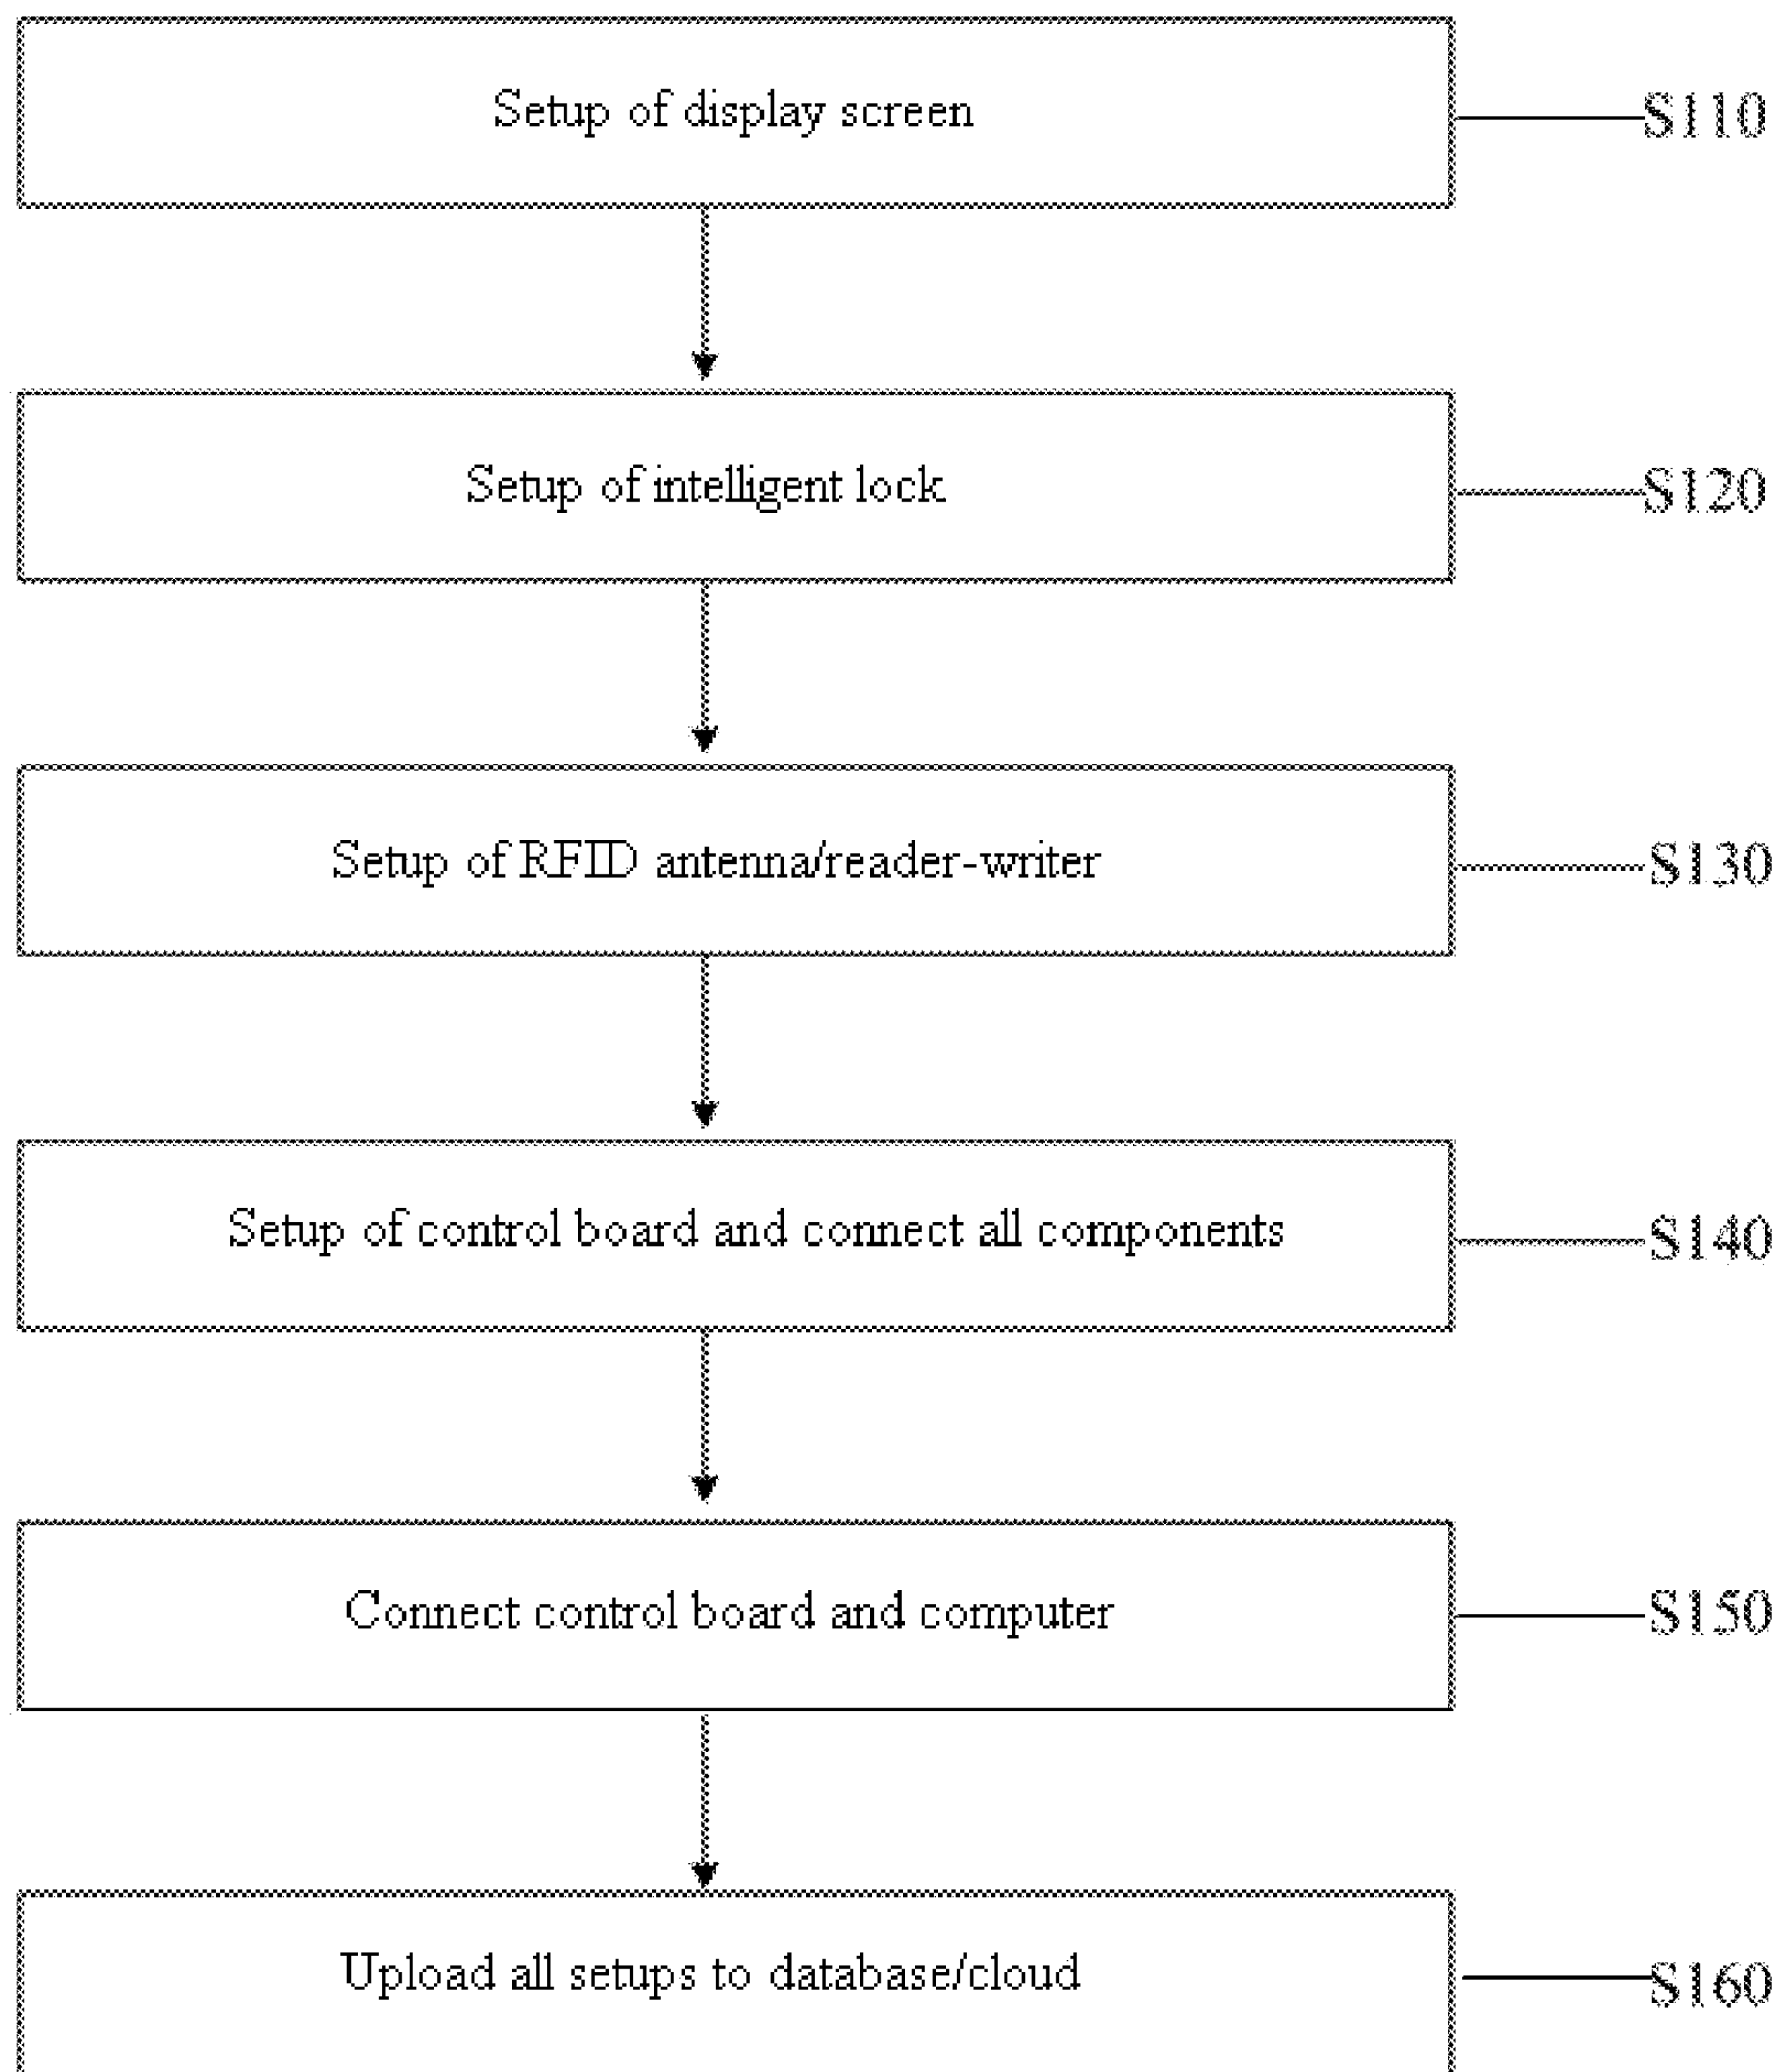 Setup of display screen
S110
Setup of intelligent lock
S120
Setup of RFID antenna/reader-writer
S130
Setup of control board and connect all components
S140
Connect control board and computer
S150
Upload all setups to database/cloud
S160